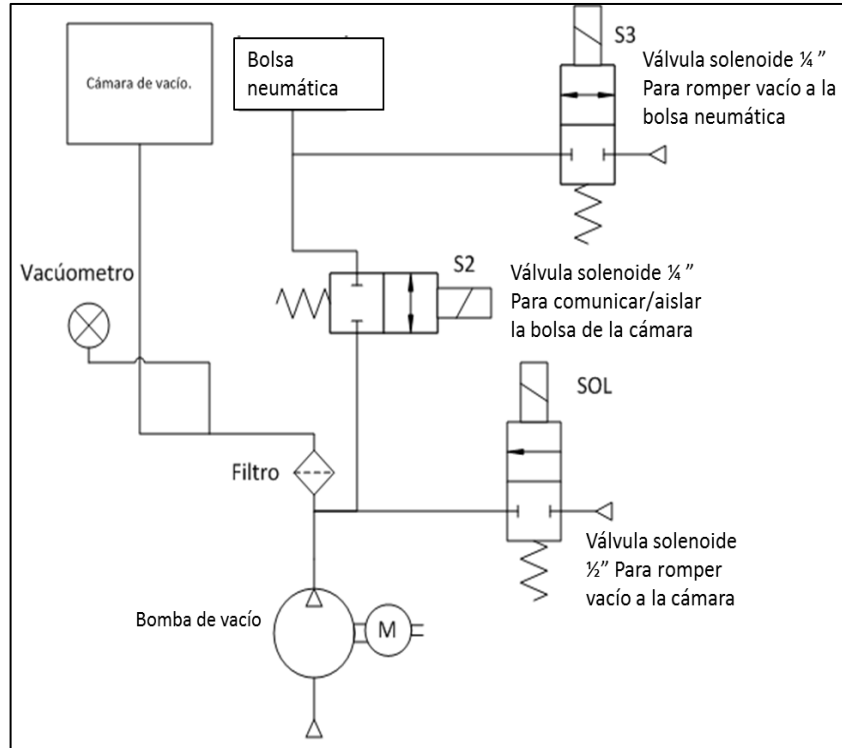 Cámara de vacío.
Bolsa
neumática
S3
Válvula solenoide ¼ ”
Para romper vacío a la
bolsa neumática
Vacúometro
S2
Válvula solenoide ¼ ”
Para comunicar/aislar
la bolsa de la cámara
SOL
Filtro
Válvula solenoide
½” Para romper
vacío a la cámara
Bomba de vacío
M